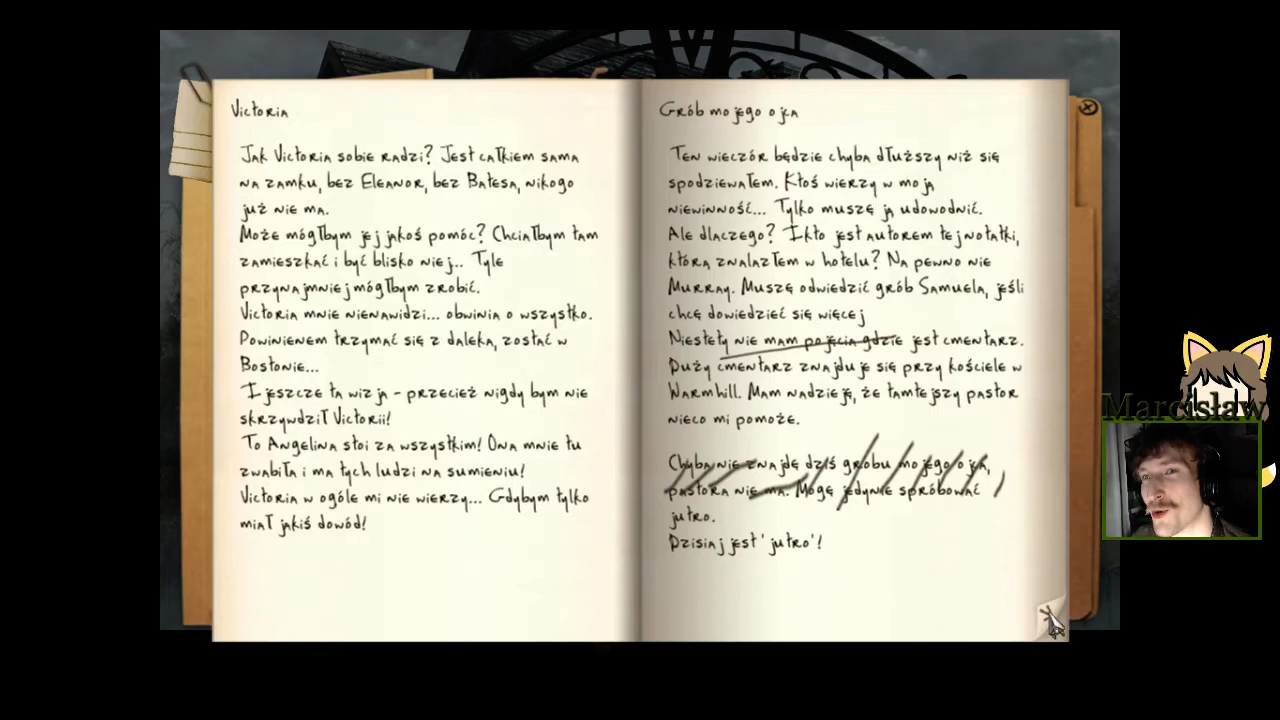 Victoria
Jak Victoria sobie radzi? Jest całkiem sama
na zamku, bez Eleanor, bez Batesa, nikogo
już nie ma.
Może mógłbym jej jakoś pomóc? Chciałbym tam
zamieszkać i być blisko niej... Tyle
przynajmniej mógłbym zrobić.
Victoria mnie nienawidzi... obwinia o wszystko.
Powinienem trzymać się z daleka, zostać w
Bostonie...
I jeszcze ta wizja - przecież nigdy bym nie
skrzywdził Victorii!
To Angelina stoi za wszystkim! Ona mnie tu
zwabiła i ma tych ludzi na sumieniu!
Victoria w ogóle mi nie wierzy... Gdybym tylko
miał jakiś dowód!
Grób mojego ojca
Ten wieczór będzie chyba dłuższy niż się
spodziewałem. Ktoś wierzy w moją
niewinność... Tylko muszę ją udowodnić.
Ale dlaczego? I kto jest autorem tej notatki,
którą znalazłem w hotelu? Na pewno nie
Murray. Muszę odwiedzić grób Samuela, jeśli
chcę dowiedzieć się więcej
Niestety nie mam pojęcia gdzie jest cmentarz.
Duży cmentarz znajduje się przy kościele w
Warmhill. Mam nadzieję, że tamtejszy pastor
nieco mi pomoże.
Chyba nie znajdę dziś grobu mojego ojca,
pastora nie ma. Mogę jedynie spróbować
jutro.
Dzisiaj jest 'jutro'!
Marcisław